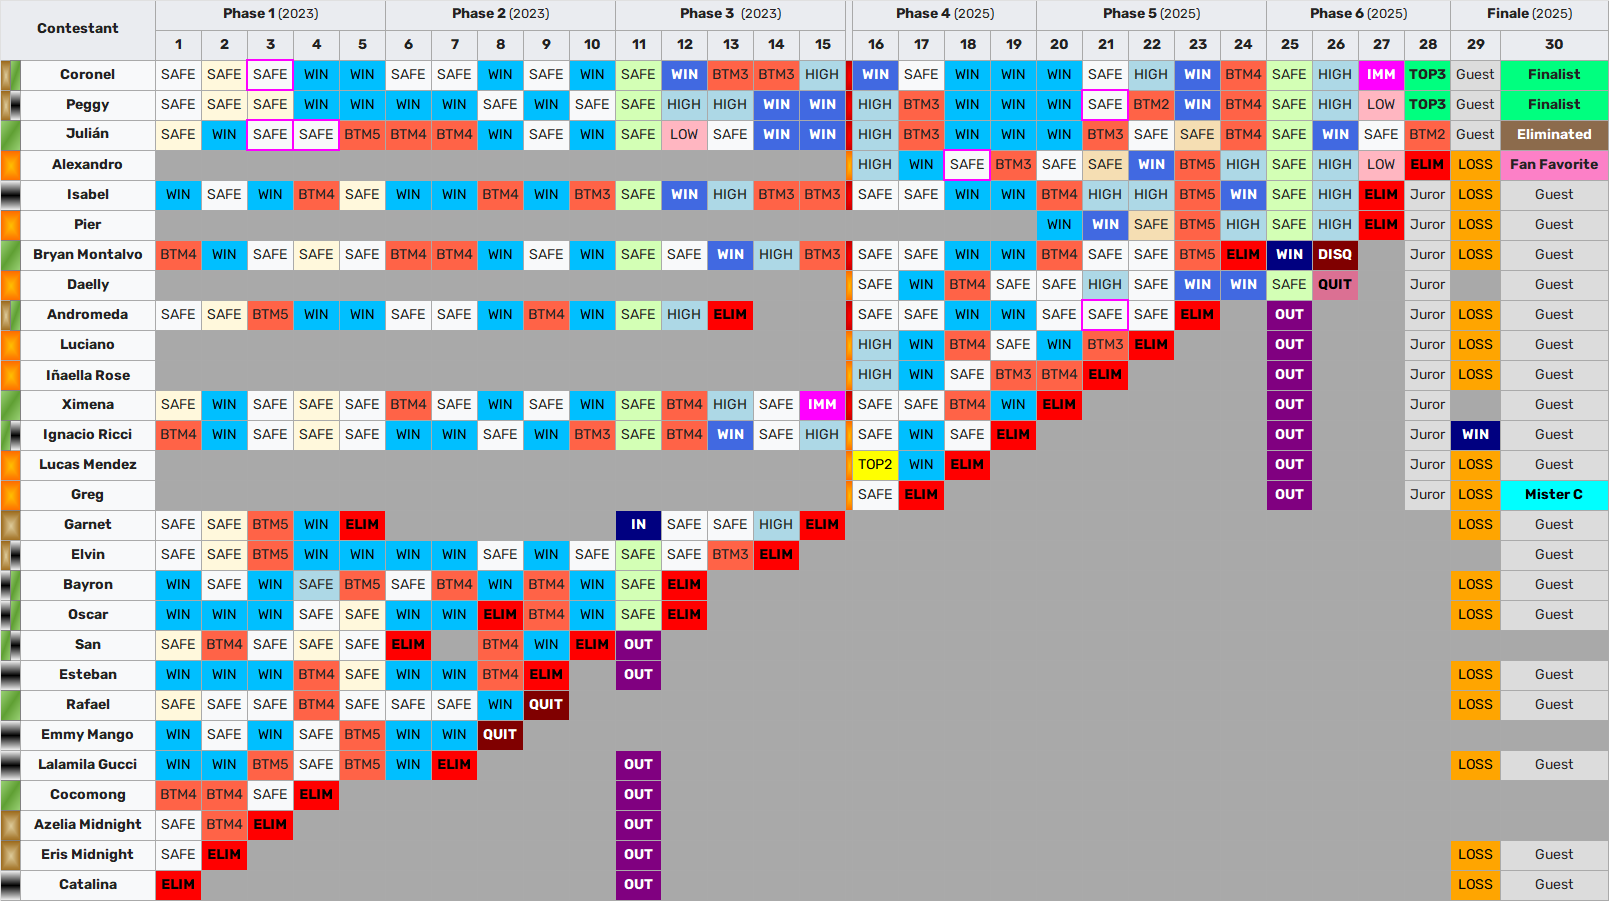 Contestant Phase 1 (2023) Phase 2 (2023) Phase 3 (2023) Phase 4 (2025) Phase 5 (2025) Phase 6 (2025) Finale (2025)
1 2 3 4 5 6 7 8 9 10 11 12 13 14 15 16 17 18 19 20 21 22 23 24 25 26 27 28 29 30
Coronel SAFE SAFE SAFE WIN WIN SAFE SAFE WIN SAFE WIN SAFE WIN BTM3 BTM3 HIGH WIN SAFE WIN WIN WIN SAFE HIGH WIN BTM4 SAFE HIGH IMM TOP3 Guest Finalist
Peggy SAFE SAFE SAFE WIN WIN WIN WIN SAFE WIN SAFE SAFE HIGH HIGH WIN WIN HIGH BTM3 WIN WIN WIN SAFE BTM2 WIN BTM4 SAFE HIGH LOW TOP3 Guest Finalist
Julián SAFE WIN SAFE SAFE BTM5 BTM4 BTM4 WIN SAFE WIN SAFE LOW SAFE WIN WIN HIGH BTM3 WIN WIN WIN BTM3 SAFE SAFE BTM4 SAFE WIN SAFE BTM2 Guest Eliminated
Alexandro HIGH WIN SAFE BTM3 SAFE SAFE WIN BTM5 HIGH SAFE HIGH LOW ELIM LOSS Fan Favorite
Isabel WIN SAFE WIN BTM4 SAFE WIN WIN BTM4 WIN BTM3 SAFE WIN HIGH BTM3 BTM3 SAFE SAFE WIN WIN BTM4 HIGH HIGH BTM5 WIN SAFE HIGH ELIM Juror LOSS Guest
Pier WIN WIN SAFE BTM5 HIGH SAFE HIGH ELIM Juror LOSS Guest
Bryan Montalvo BTM4 WIN SAFE SAFE SAFE BTM4 BTM4 WIN SAFE WIN SAFE SAFE WIN HIGH BTM3 SAFE SAFE WIN WIN BTM4 SAFE SAFE BTM5 ELIM WIN DISQ Juror LOSS Guest
Daelly SAFE WIN BTM4 SAFE SAFE HIGH SAFE WIN WIN SAFE QUIT Juror Guest
Andromeda SAFE SAFE BTM5 WIN WIN SAFE SAFE WIN BTM4 WIN SAFE HIGH ELIM SAFE SAFE WIN WIN SAFE SAFE SAFE ELIM OUT Juror LOSS Guest
Luciano HIGH WIN BTM4 SAFE WIN BTM3 ELIM OUT Juror LOSS Guest
Iñaella Rose HIGH WIN SAFE BTM3 BTM4 ELIM OUT Juror LOSS Guest
Ximena SAFE WIN SAFE SAFE SAFE BTM4 SAFE WIN SAFE WIN SAFE BTM4 HIGH SAFE IMM SAFE SAFE BTM4 WIN ELIM OUT Juror Guest
Ignacio Ricci BTM4 WIN SAFE SAFE SAFE WIN WIN SAFE WIN BTM3 SAFE BTM4 WIN SAFE HIGH SAFE WIN SAFE ELIM OUT Juror WIN Guest
Lucas Mendez TOP2 WIN ELIM OUT Juror LOSS Guest
Greg SAFE ELIM OUT Juror LOSS Mister C
Garnet SAFE SAFE BTM5 WIN ELIM IN SAFE SAFE HIGH ELIM LOSS Guest
Elvin SAFE SAFE BTM5 WIN WIN WIN WIN SAFE WIN SAFE SAFE SAFE BTM3 ELIM Guest
Bayron WIN SAFE WIN SAFE BTM5 SAFE BTM4 WIN BTM4 WIN SAFE ELIM LOSS Guest
Oscar WIN WIN WIN SAFE SAFE WIN WIN ELIM BTM4 WIN SAFE ELIM LOSS Guest
San SAFE BTM4 SAFE SAFE SAFE ELIM BTM4 WIN ELIM OUT
Esteban WIN WIN WIN BTM4 SAFE WIN WIN BTM4 ELIM OUT LOSS Guest
Rafael SAFE SAFE SAFE BTM4 SAFE SAFE SAFE WIN QUIT LOSS Guest
Emmy Mango WIN SAFE WIN SAFE BTM5 WIN WIN QUIT
Lalamila Gucci WIN WIN BTM5 SAFE BTM5 WIN ELIM OUT LOSS Guest
Cocomong BTM4 BTM4 SAFE ELIM OUT
Azelia Midnight SAFE BTM4 ELIM OUT
Eris Midnight SAFE ELIM OUT LOSS Guest
Catalina ELIM OUT LOSS Guest